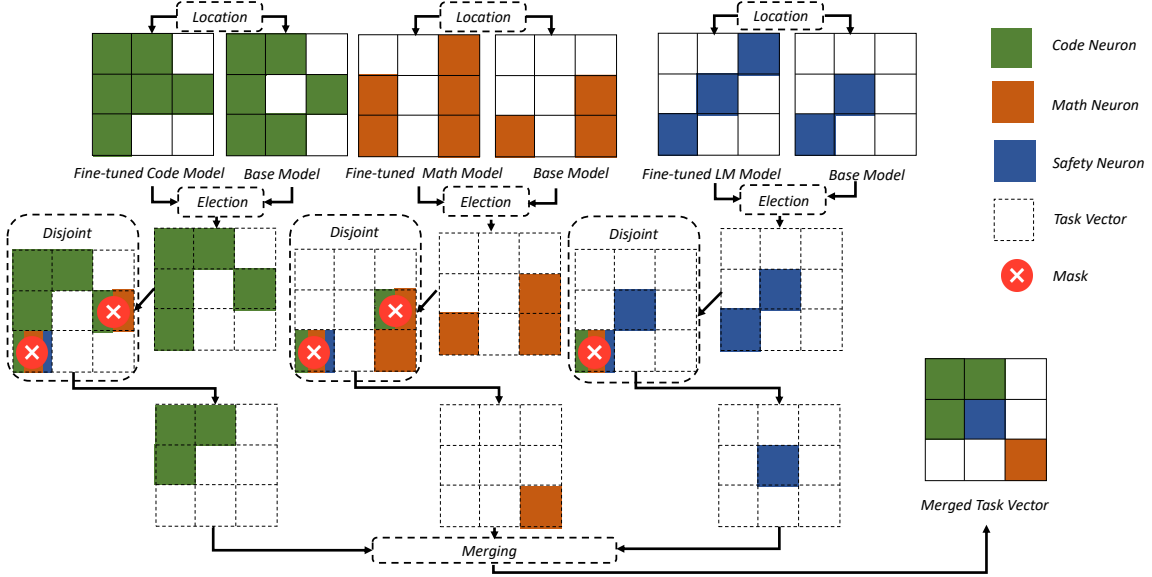 Location
Location
Location
Code Neuron
Math Neuron
Safety Neuron
Task Vector
Mask
Fine-tuned Code Model
Base Model
Fine-tuned Math Model
Base Model
Fine-tuned LM Model
Base Model
Election
Election
Election
Disjoint
Disjoint
Disjoint
Merged Task Vector
Merging